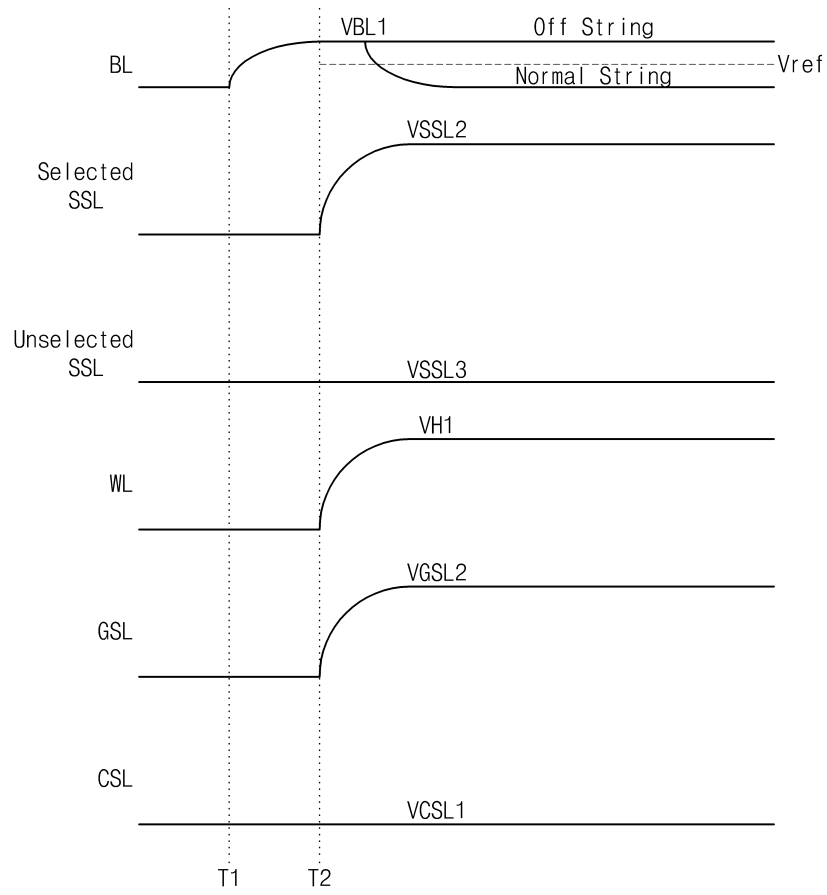 VBL1
Off String
BL
Vref
Normal String
VSSL2
Selected
SSL
Unselected
SSL
VSSL3
VH1
WL
VGSL2
GSL
CSL
VCSL1
T1
T2